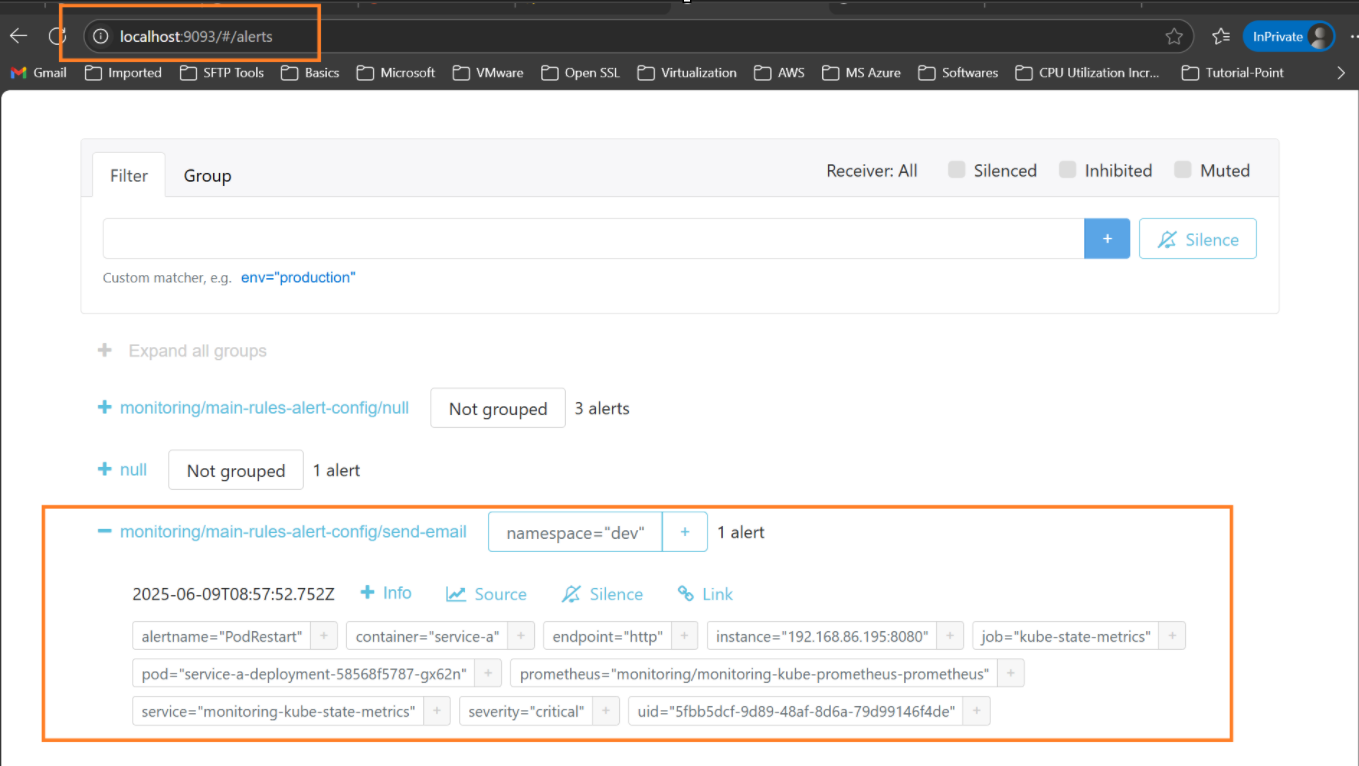 localhost:9093/#/alerts
InPrivate
Gmail Imported SFTP Tools Basics Microsoft VMware Open SSL Virtualization AWS MS Azure Softwares CPU Utilization Incr... Tutorial-Point
Filter Group Receiver: All Silenced Inhibited Muted
+ Silence
Custom matcher, e.g. env="production"
+ Expand all groups
+ monitoring/main-rules-alert-config/null Not grouped 3 alerts
+ null Not grouped 1 alert
− monitoring/main-rules-alert-config/send-email namespace="dev" + 1 alert
2025-06-09T08:57:52.752Z + Info Source Silence Link
alertname="PodRestart" + container="service-a" + endpoint="http" + instance="192.168.86.195:8080" + job="kube-state-metrics" +
pod="service-a-deployment-58568f5787-gx62n" + prometheus="monitoring/monitoring-kube-prometheus-prometheus" +
service="monitoring-kube-state-metrics" + severity="critical" + uid="5fbb5dcf-9d89-48af-8d6a-79d99146f4de" +